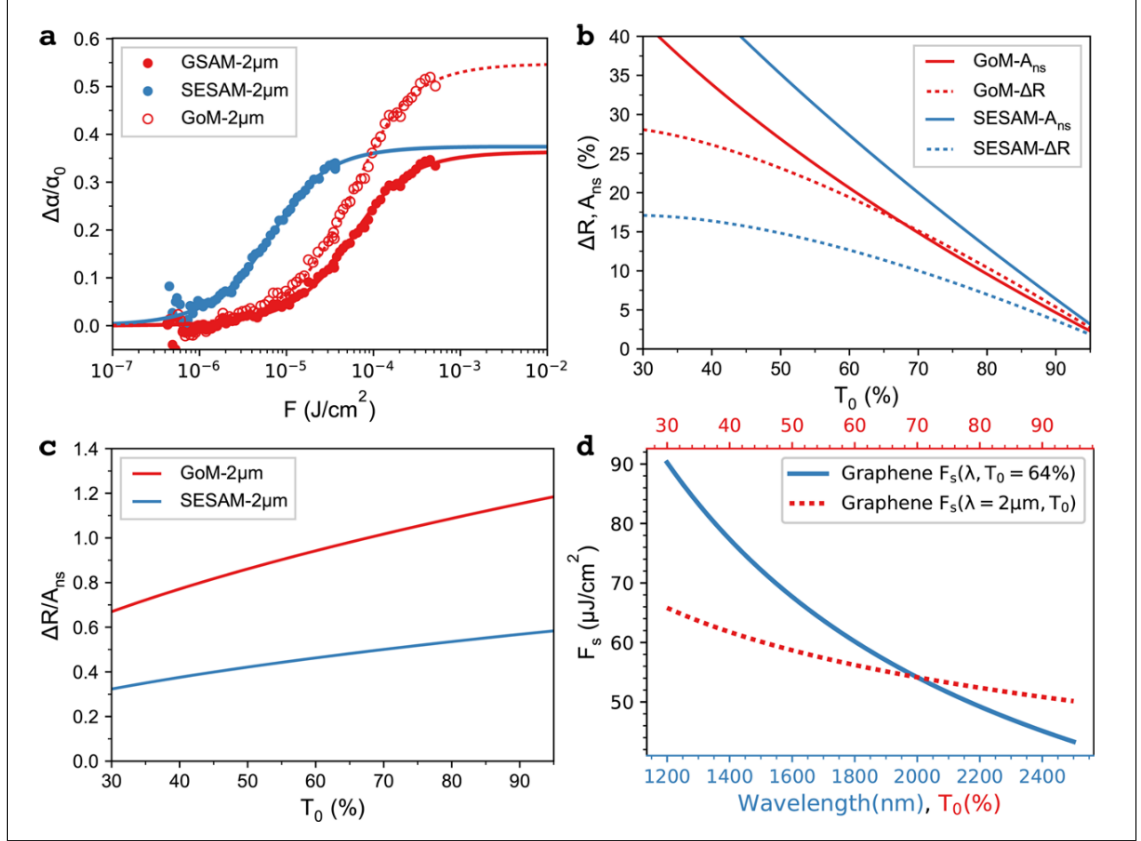 a
0.6
0.5
0.4
0.3
0.2
0.1
0.0
Δα/α₀
GSAM-2μm
SESAM-2μm
GoM-2μm
10⁻⁷ 10⁻⁶ 10⁻⁵ 10⁻⁴ 10⁻³ 10⁻²
F (J/cm²)
b
40
35
30
25
20
15
10
5
0
ΔR, Aₙₛ (%)
GoM-Aₙₛ
GoM-ΔR
SESAM-Aₙₛ
SESAM-ΔR
30 40 50 60 70 80 90
T₀ (%)
c
1.4
1.2
1.0
0.8
0.6
0.4
0.2
0.0
ΔR/Aₙₛ
GoM-2μm
SESAM-2μm
30 40 50 60 70 80 90
T₀ (%)
d
30 40 50 60 70 80 90
90
80
70
60
50
Fₛ (μJ/cm²)
Graphene Fₛ(λ, T₀ = 64%)
Graphene Fₛ(λ = 2μm, T₀)
1200 1400 1600 1800 2000 2200 2400
Wavelength(nm), T₀(%)